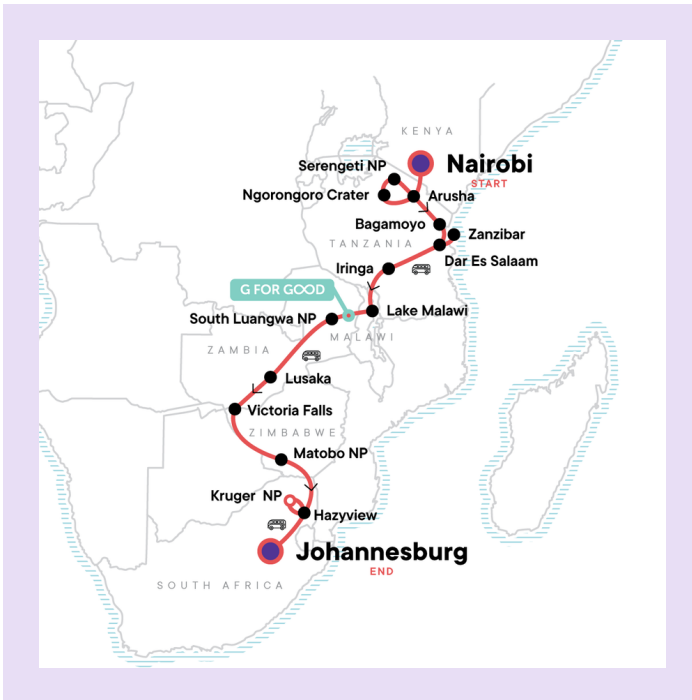 KENYA
Serengeti NP
Nairobi
START
Ngorongoro Crater
Arusha
Bagamoyo
Zanzibar
TANZANIA
Dar Es Salaam
Iringa
G FOR GOOD
Lake Malawi
South Luangwa NP
MALAWI
ZAMBIA
Lusaka
Victoria Falls
ZIMBABWE
Matobo NP
Kruger NP
Hazyview
Johannesburg
END
SOUTH AFRICA